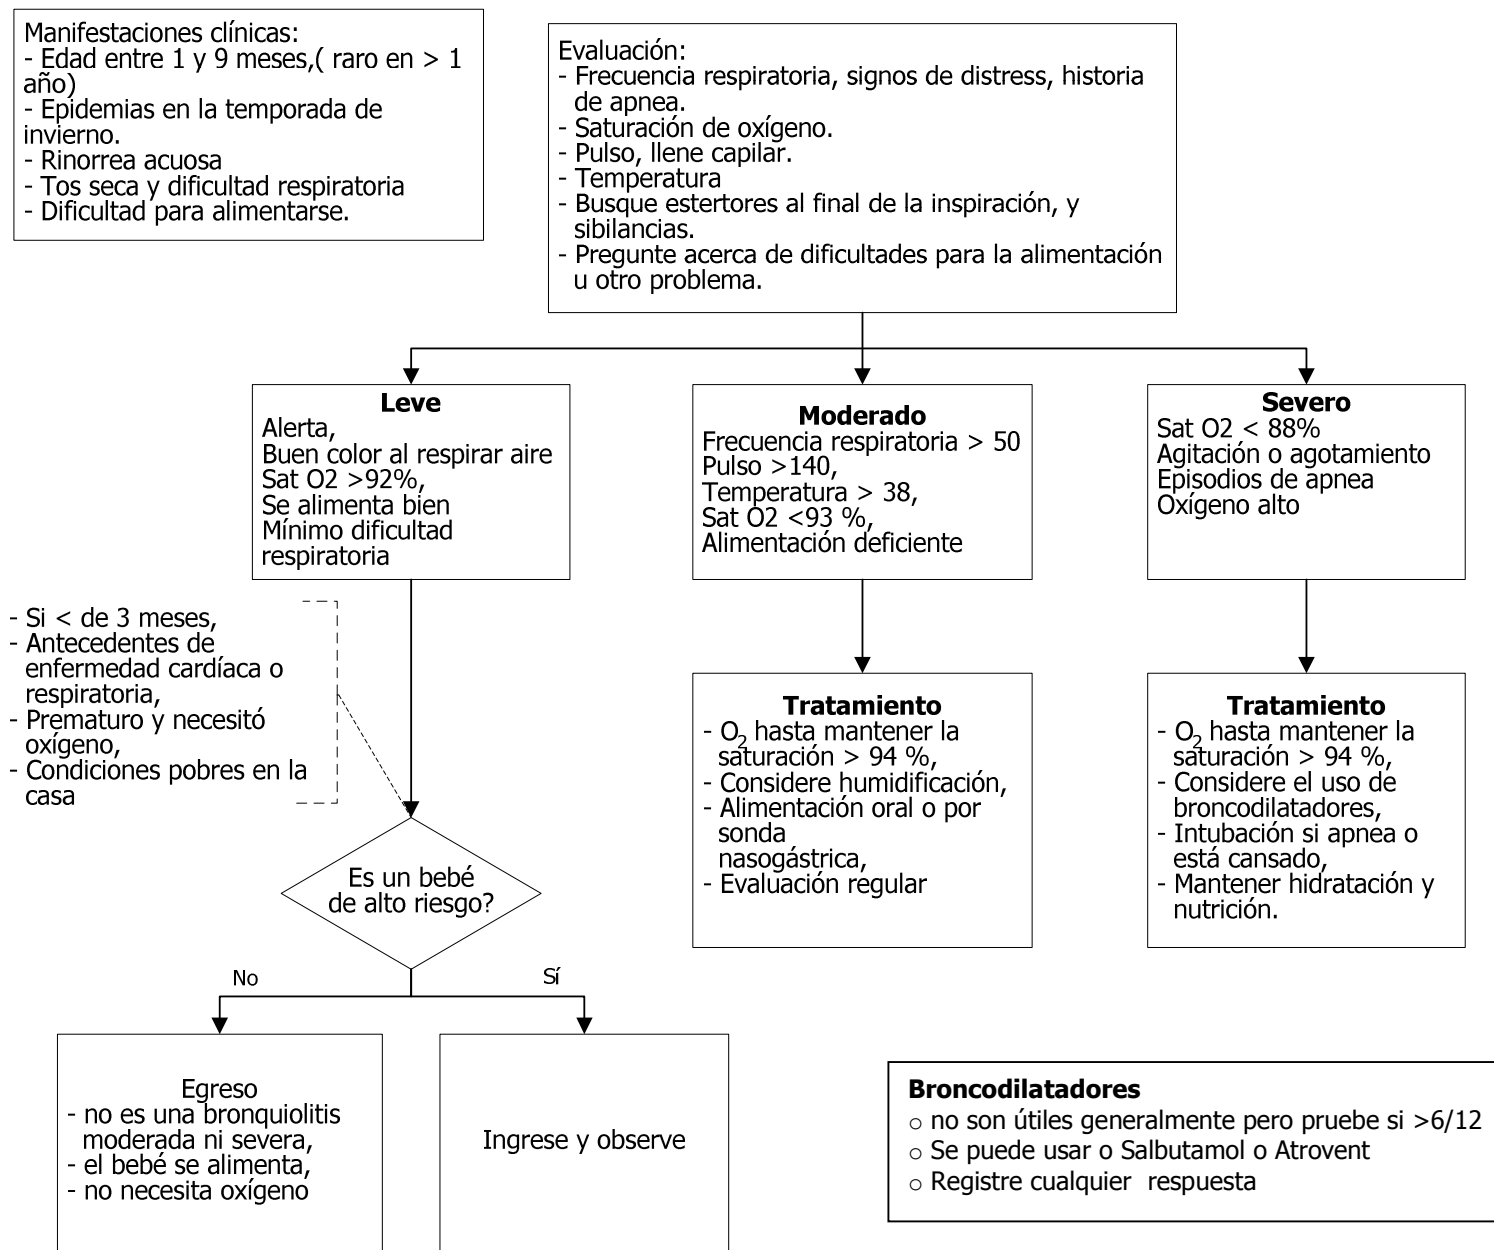 Manifestaciones clínicas:
- Edad entre 1 y 9 meses,( raro en > 1
año)
- Epidemias en la temporada de
invierno.
- Rinorrea acuosa
- Tos seca y dificultad respiratoria
- Dificultad para alimentarse.
Evaluación:
- Frecuencia respiratoria, signos de distress, historia
de apnea.
- Saturación de oxígeno.
- Pulso, llene capilar.
- Temperatura
- Busque estertores al final de la inspiración, y
sibilancias.
- Pregunte acerca de dificultades para la alimentación
u otro problema.
Leve
Alerta,
Buen color al respirar aire
Sat O2 >92%,
Se alimenta bien
Mínimo dificultad
respiratoria
Moderado
Frecuencia respiratoria > 50
Pulso >140,
Temperatura > 38,
Sat O2 <93 %,
Alimentación deficiente
Severo
Sat O2 < 88%
Agitación o agotamiento
Episodios de apnea
Oxígeno alto
- Si < de 3 meses,
- Antecedentes de
enfermedad cardíaca o
respiratoria,
- Prematuro y necesitó
oxígeno,
- Condiciones pobres en la
casa
Tratamiento
- O2 hasta mantener la
saturación > 94 %,
- Considere humidificación,
- Alimentación oral o por
sonda
nasogástrica,
- Evaluación regular
Tratamiento
- O2 hasta mantener la
saturación > 94 %,
- Considere el uso de
broncodilatadores,
- Intubación si apnea o
está cansado,
- Mantener hidratación y
nutrición.
Es un bebé
de alto riesgo?
No
Sí
Egreso
- no es una bronquiolitis
moderada ni severa,
- el bebé se alimenta,
- no necesita oxígeno
Ingrese y observe
Broncodilatadores
○ no son útiles generalmente pero pruebe si >6/12
○ Se puede usar o Salbutamol o Atrovent
○ Registre cualquier respuesta